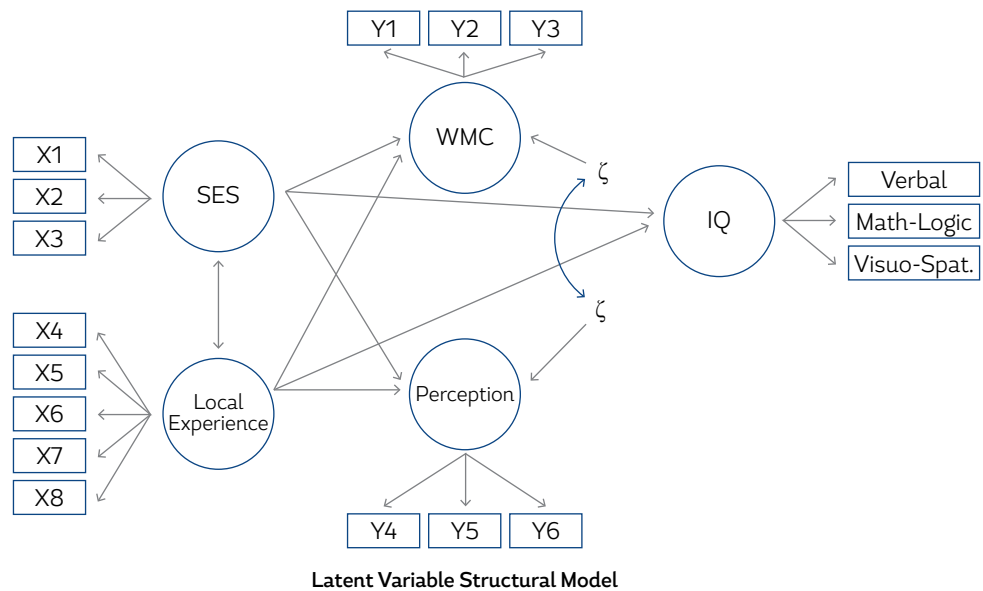 Y1
Y2
Y3
WMC
X1
X2
X3
SES
ζ
IQ
Verbal
Math-Logic
Visuo-Spat.
ζ
X4
X5
X6
X7
X8
Local
Experience
Perception
Y4
Y5
Y6
Latent Variable Structural Model